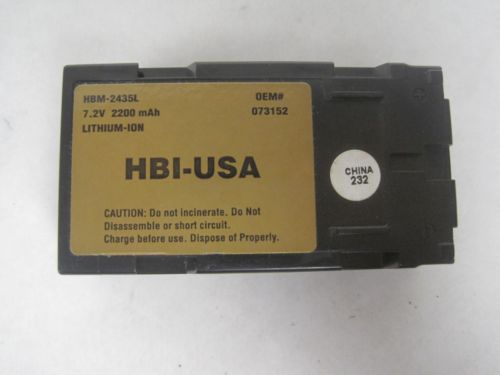 HBM-2435L OEM#
7.2V 2200 mAh 073152
LITHIUM-ION
HBI-USA
CHINA
232
CAUTION: Do not incinerate. Do Not
Disassemble or short circuit.
Charge before use. Dispose of Properly.